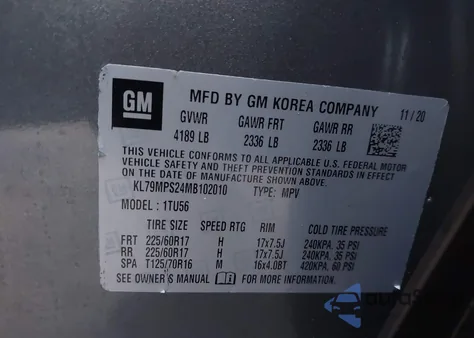 GM
MFD BY GM KOREA COMPANY 11/20
GVWR GAWR FRT GAWR RR
4189 LB 2336 LB 2336 LB
THIS VEHICLE CONFORMS TO ALL APPLICABLE U.S. FEDERAL MOTOR
VEHICLE SAFETY, BUMPER, AND THEFT PREVENTION STANDARDS IN
EFFECT ON THE DATE OF MANUFACTURE SHOWN ABOVE.
KL79MPS24MB102010 TYPE: MPV
MODEL: 1TU56
TIRE SIZE SPEED RTG RIM COLD TIRE PRESSURE
FRT 225/60R17 H 17x7.5J 240KPA, 35 PSI
RR 225/60R17 H 17x7.5J 240KPA, 35 PSI
SPA T125/70R16 M 16x4.0BT 420KPA, 60 PSI
SEE OWNER'S MANUAL FOR MORE INFORMATION.